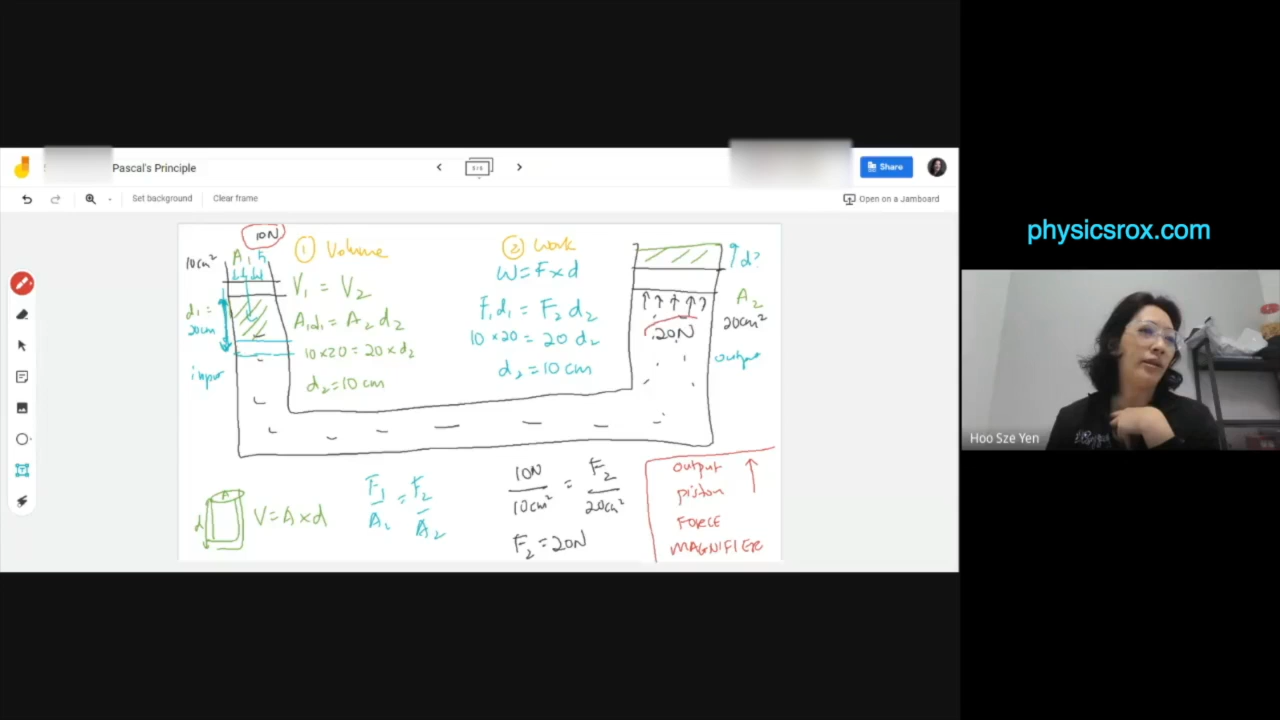 Pascal's Principle
5 / 5
Share
Set background
Clear frame
Open on a Jamboard
10N
10cm²
A₁ F₁
d₁ =
20cm
input
① Volume
V₁ = V₂
A₁d₁ = A₂d₂
10 × 20 = 20 × d₂
d₂ = 10 cm
② Work
W = F × d
F₁d₁ = F₂d₂
10 × 20 = 20 d₂
d₂ = 10 cm
d?
A₂
20cm²
20N
output
A
d
V = A × d
F₁/A₁ = F₂/A₂
10N/10cm² = F₂/20cm²
F₂ = 20N
output
piston
FORCE
MAGNIFIER
physicsrox.com
Hoo Sze Yen